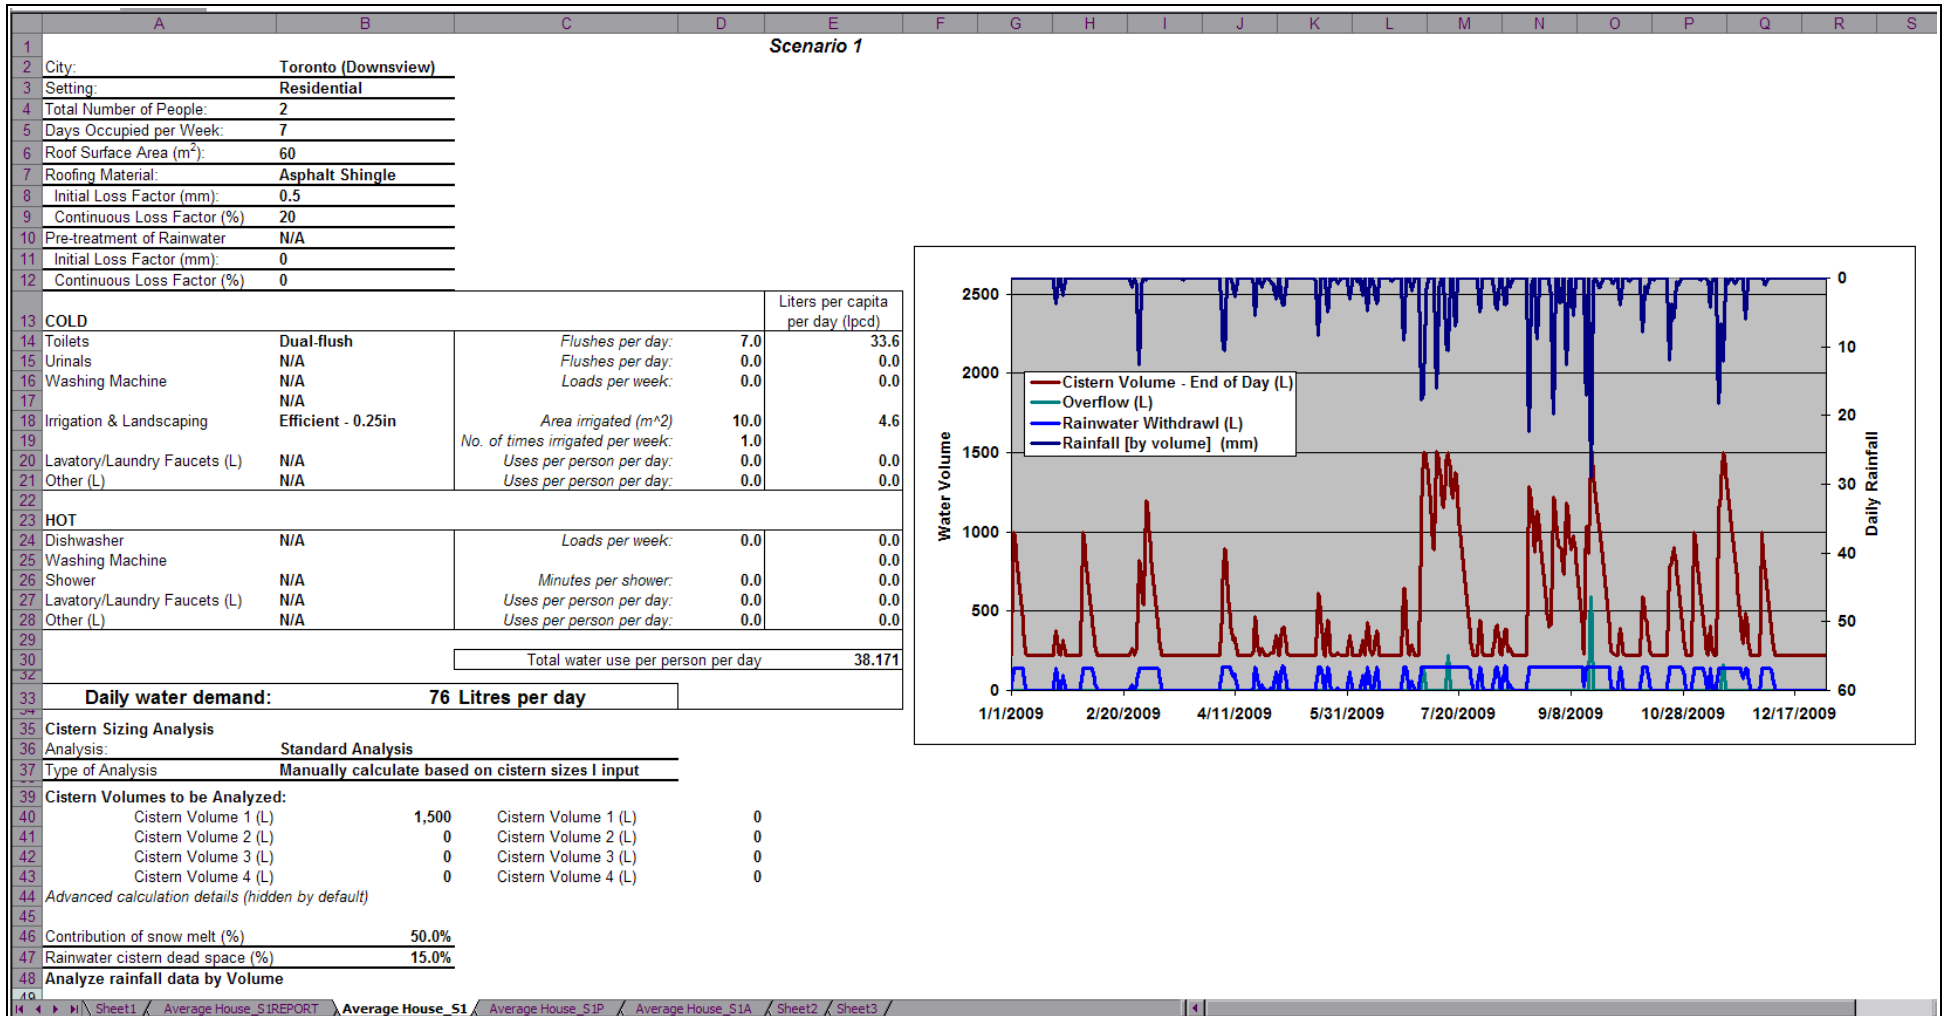 A B C D E F G H I J K L M N O P Q R S
1 Scenario 1
2 City: Toronto (Downsview)
3 Setting: Residential
4 Total Number of People: 2
5 Days Occupied per Week: 7
6 Roof Surface Area (m²): 60
7 Roofing Material: Asphalt Shingle
8 Initial Loss Factor (mm): 0.5
9 Continuous Loss Factor (%) 20
10 Pre-treatment of Rainwater N/A
11 Initial Loss Factor (mm): 0
12 Continuous Loss Factor (%) 0
Liters per capita
13 COLD per day (lpcd)
14 Toilets Dual-flush Flushes per day: 7.0 33.6
15 Urinals N/A Flushes per day: 0.0 0.0
16 Washing Machine N/A Loads per week: 0.0 0.0
17 N/A
18 Irrigation & Landscaping Efficient - 0.25in Area irrigated (m^2) 10.0 4.6
19 No. of times irrigated per week: 1.0
20 Lavatory/Laundry Faucets (L) N/A Uses per person per day: 0.0 0.0
21 Other (L) N/A Uses per person per day: 0.0 0.0
22
23 HOT
24 Dishwasher N/A Loads per week: 0.0 0.0
25 Washing Machine 0.0
26 Shower N/A Minutes per shower: 0.0 0.0
27 Lavatory/Laundry Faucets (L) N/A Uses per person per day: 0.0 0.0
28 Other (L) N/A Uses per person per day: 0.0 0.0
29
30 Total water use per person per day 38.171
32
33 Daily water demand: 76 Litres per day
34
35 Cistern Sizing Analysis
36 Analysis: Standard Analysis
37 Type of Analysis Manually calculate based on cistern sizes I input
39 Cistern Volumes to be Analyzed:
40 Cistern Volume 1 (L) 1,500 Cistern Volume 1 (L) 0
41 Cistern Volume 2 (L) 0 Cistern Volume 2 (L) 0
42 Cistern Volume 3 (L) 0 Cistern Volume 3 (L) 0
43 Cistern Volume 4 (L) 0 Cistern Volume 4 (L) 0
44 Advanced calculation details (hidden by default)
45
46 Contribution of snow melt (%) 50.0%
47 Rainwater cistern dead space (%) 15.0%
48 Analyze rainfall data by Volume
49
Water Volume
2500
2000
1500
1000
500
0
Cistern Volume - End of Day (L)
Overflow (L)
Rainwater Withdrawl (L)
Rainfall [by volume] (mm)
0
10
20
30
40
50
60
Daily Rainfall
1/1/2009 2/20/2009 4/11/2009 5/31/2009 7/20/2009 9/8/2009 10/28/2009 12/17/2009
Sheet1 Average House_S1REPORT Average House_S1 Average House_S1P Average House_S1A Sheet2 Sheet3